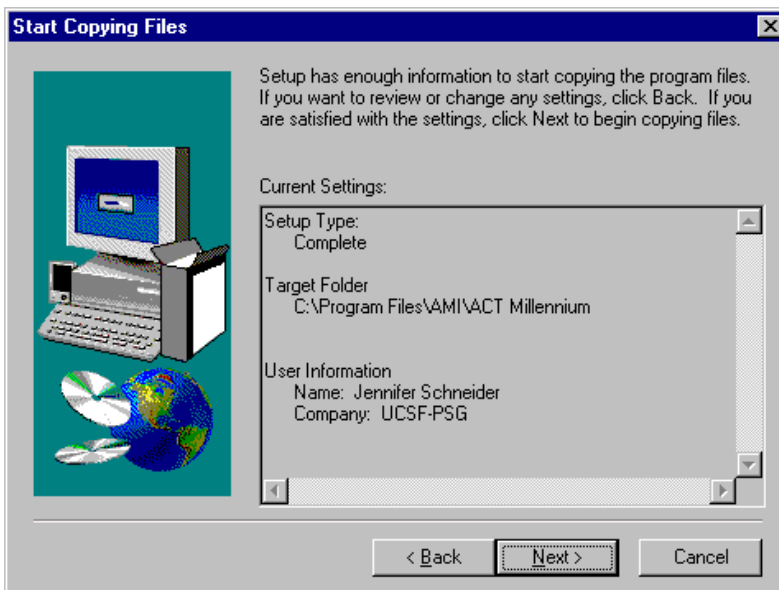 Start Copying Files
Setup has enough information to start copying the program files.
If you want to review or change any settings, click Back.  If you
are satisfied with the settings, click Next to begin copying files.
Current Settings:
Setup Type:
Complete
Target Folder
C:\Program Files\AMI\ACT Millennium
User Information
Name:  Jennifer Schneider
Company:  UCSF-PSG
< Back
Next >
Cancel